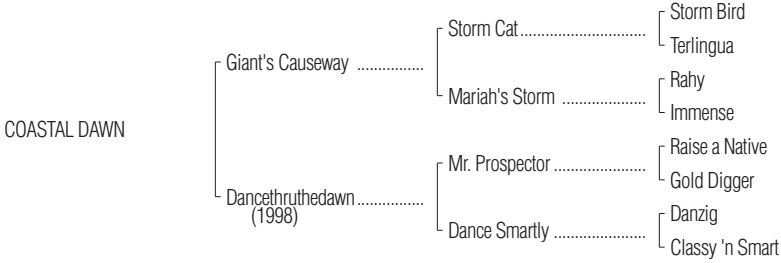 Storm Bird
Storm Cat..............................
Terlingua
Giant's Causeway ................
Rahy
Mariah's Storm ....................
Immense
COASTAL DAWN
Raise a Native
Mr. Prospector ......................
Gold Digger
Dancethruthedawn................
(1998)
Danzig
Dance Smartly ......................
Classy 'n Smart